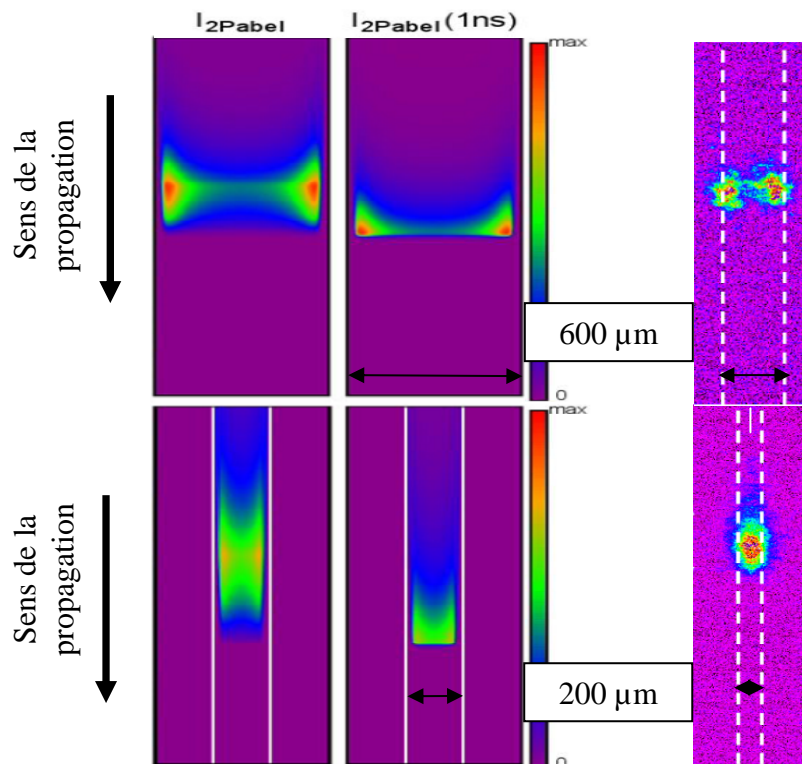 I2Pabel
I2Pabel(1ns)
max
Sens de la
propagation
600 µm
0
max
Sens de la
propagation
200 µm
0